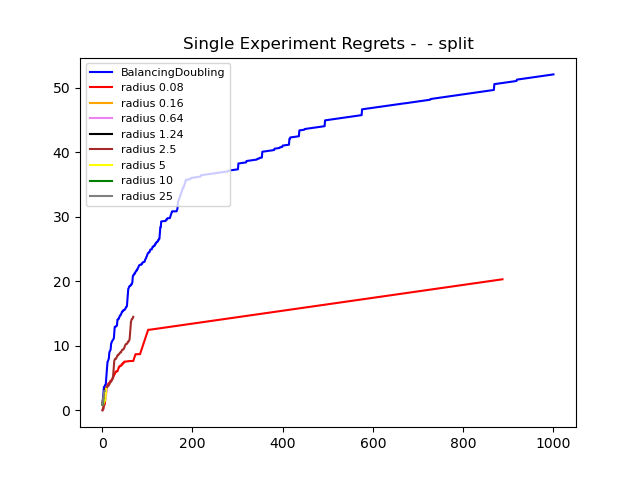 Single Experiment Regrets -  - split
BalancingDoubling
radius 0.08
radius 0.16
radius 0.64
radius 1.24
radius 2.5
radius 5
radius 10
radius 25
50
40
30
20
10
0
0 200 400 600 800 1000